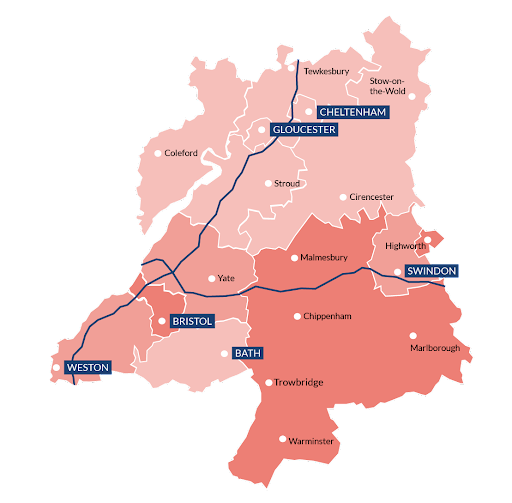 Tewkesbury
Stow-on-
the-Wold
CHELTENHAM
GLOUCESTER
Coleford
Stroud
Cirencester
Highworth
Malmesbury
SWINDON
Yate
Chippenham
BRISTOL
Marlborough
BATH
WESTON
Trowbridge
Warminster